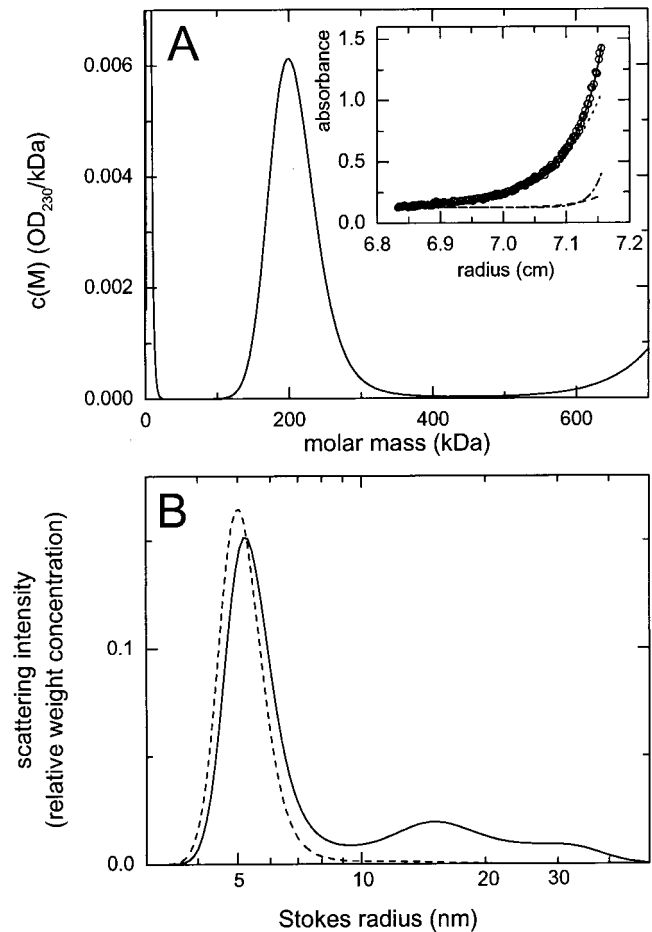 A
c(M) (OD230/kDa)
0.006
0.004
0.002
0.000
0
200
400
600
molar mass (kDa)
absorbance
1.5
1.0
0.5
0.0
6.8
6.9
7.0
7.1
7.2
radius (cm)
B
scattering intensity
(relative weight concentration)
0.1
0.0
5
10
20
30
Stokes radius (nm)